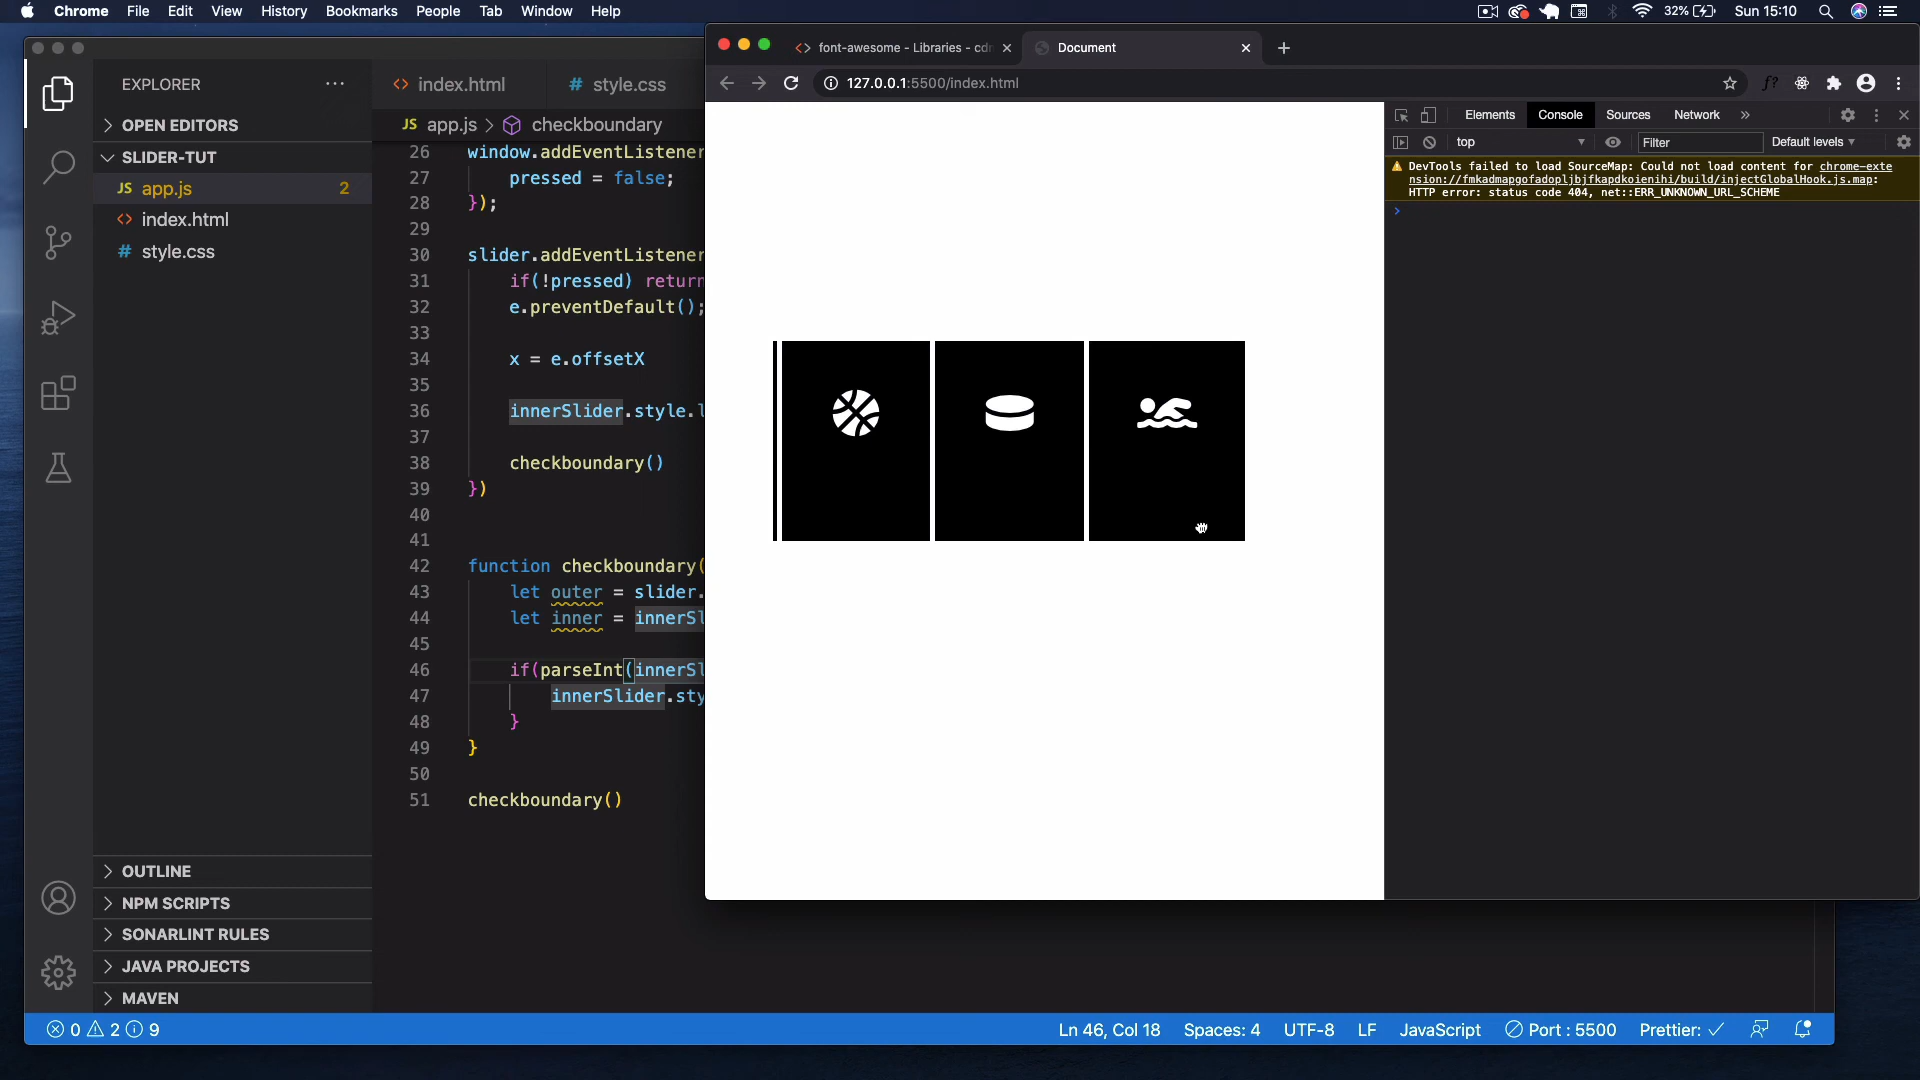 Chrome File Edit View History Bookmarks People Tab Window Help
32% Sun 15:10
font-awesome - Libraries - cd
Document
127.0.0.1:5500/index.html
EXPLORER
OPEN EDITORS
SLIDER-TUT
JS app.js 2
<> index.html
# style.css
OUTLINE
NPM SCRIPTS
SONARLINT RULES
JAVA PROJECTS
MAVEN
<> index.html
# style.css
JS app.js > checkboundary
26 window.addEventListener
27 pressed = false;
28 });
29
30 slider.addEventListener
31 if(!pressed) return
32 e.preventDefault();
33
34 x = e.offsetX
35
36 innerSlider.style.l
37
38 checkboundary()
39 })
40
41
42 function checkboundary(
43 let outer = slider.
44 let inner = innerSl
45
46 if(parseInt(innerSl
47 innerSlider.sty
48 }
49 }
50
51 checkboundary()
Elements Console Sources Network »
top Filter Default levels
DevTools failed to load SourceMap: Could not load content for chrome-exte
nsion://fmkadmapgofadopljbjfkapdkoienihi/build/injectGlobalHook.js.map:
HTTP error: status code 404, net::ERR_UNKNOWN_URL_SCHEME
>
0 2 9
Ln 46, Col 18 Spaces: 4 UTF-8 LF JavaScript Port : 5500 Prettier: ✓